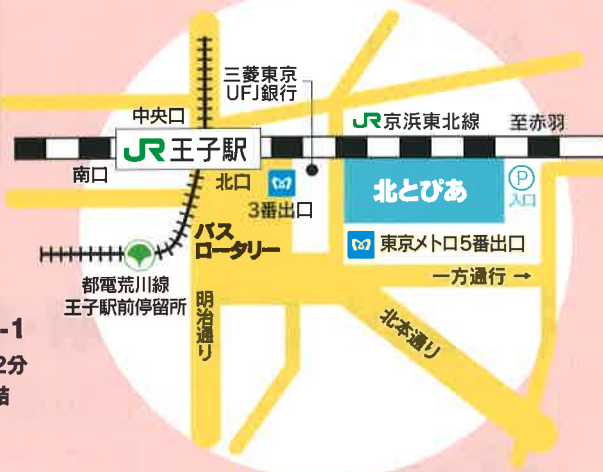 三菱東京
UFJ銀行
中央口
JR京浜東北線
至赤羽
JR王子駅
南口
北口
3番出口
北とぴあ
P
入口
バス
ロータリー
東京メトロ5番出口
一方通行 →
都電荒川線
王子駅前停留所
明治通り
北本通り
-1
2分